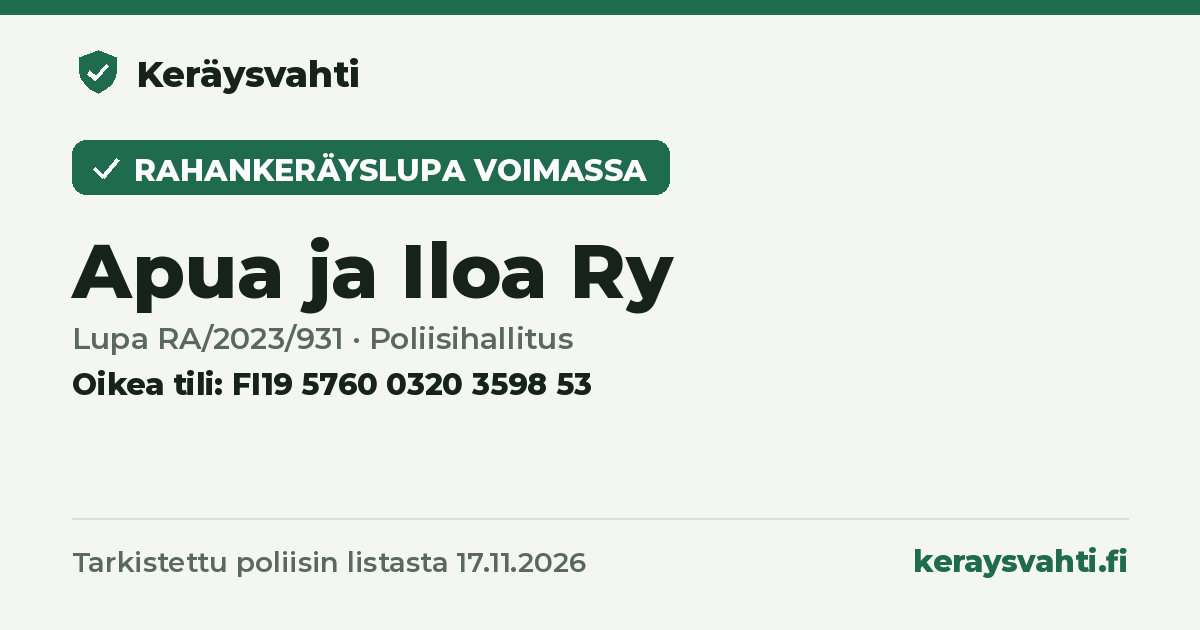 Keräysvahti
RAHANKERÄYSLUPA VOIMASSA
Apua ja Iloa Ry
Lupa RA/2023/931 · Poliisihallitus
Oikea tili: FI19 5760 0320 3598 53
Tarkistettu poliisin listasta 17.11.2026
keraysvahti.fi